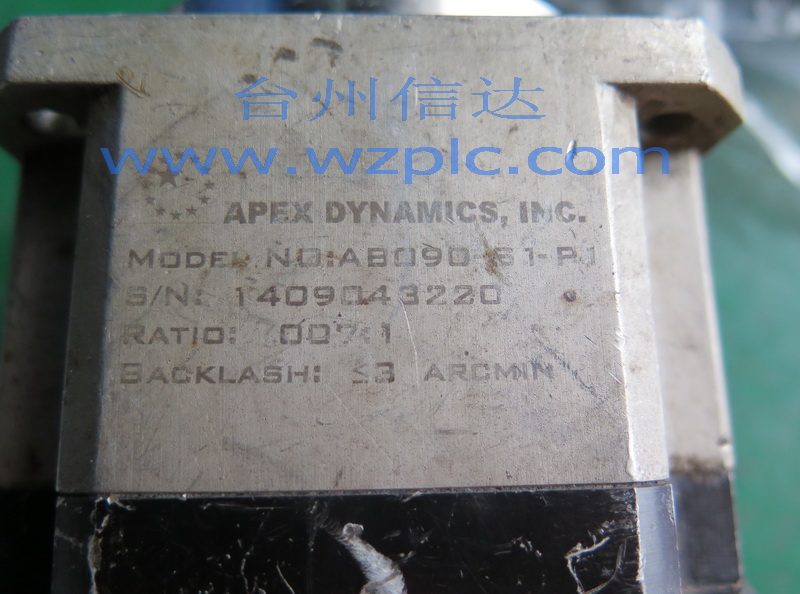 台州信达
www.wzplc.com
APEX DYNAMICS, INC.
MODEL NO:AB090-S1-P1
S/N: 1409043220
RATIO: 007:1
BACKLASH: ≤3 ARCMIN